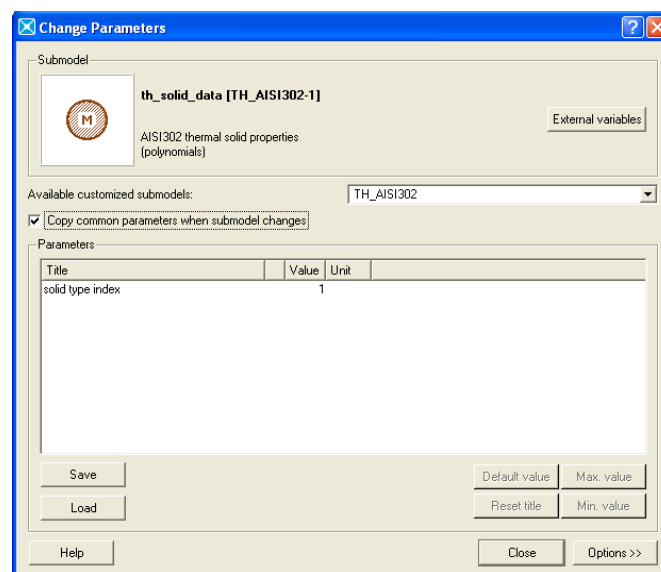 Change Parameters
Submodel
M
th_solid_data [TH_AISI302-1]
AISI302 thermal solid properties
(polynomials)
External variables
Available customized submodels:
TH_AISI302
Copy common parameters when submodel changes
Parameters
Title Value Unit
solid type index 1
Save
Default value Max. value
Load
Reset title Min. value
Help
Close
Options >>